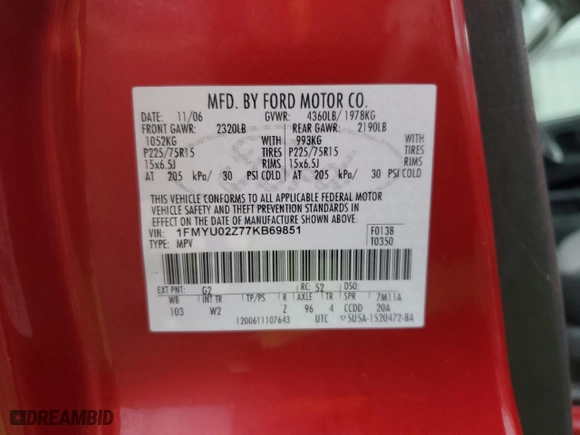 MFD. BY FORD MOTOR CO.
DATE: 11/06 GVWR: 4360LB/ 1978KG
FRONT GAWR: 2320LB REAR GAWR: 2190LB
1052KG WITH 993KG WITH
P225/75R15 TIRES P225/75R15 TIRES
15x6.5J RIMS 15x6.5J RIMS
AT 205 kPa/ 30 PSI COLD AT 205 kPa/ 30 PSI COLD
THIS VEHICLE CONFORMS TO ALL APPLICABLE FEDERAL MOTOR
VEHICLE SAFETY AND THEFT PREVENTION STANDARDS IN
EFFECT ON THE DATE OF MANUFACTURE SHOWN ABOVE.
VIN: 1FMYU02Z77KB69851 F0138
TYPE: MPV T0350
EXT PNT: G2 RC: 52 DSO:
WB INT TR TP/PS R AXLE TR SPR 7M11A
103 W2 Z 96 4 CCDD 20A
1200611107643 UTC ▽5U5A-1520472-BA
DREAMBID